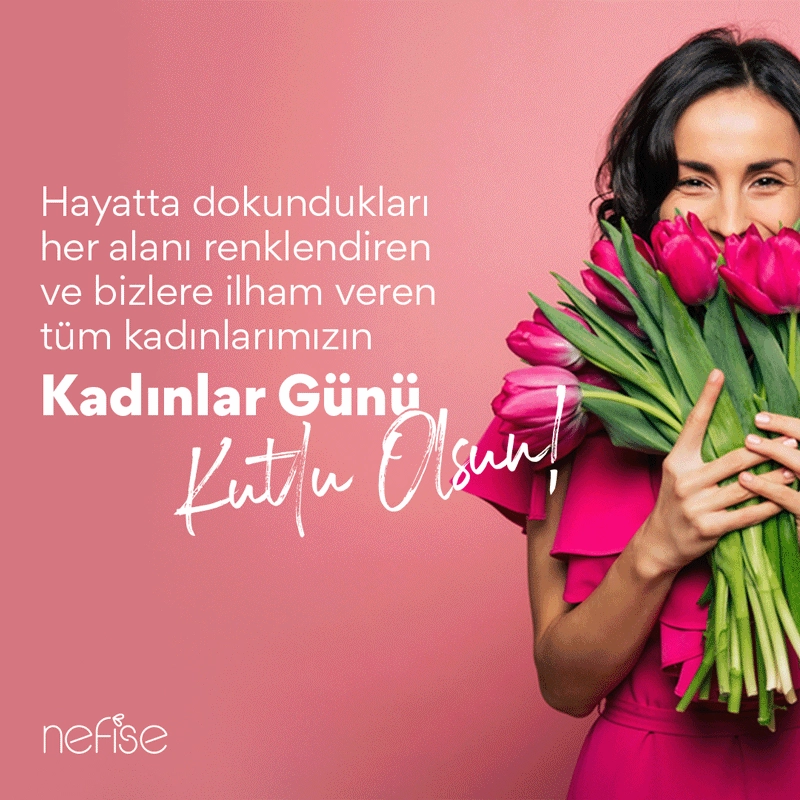 Hayatta dokundukları
her alanı renklendiren
ve bizlere ilham veren
tüm kadınlarımızın
Kadınlar Günü
Kutlu Olsun!
nefise